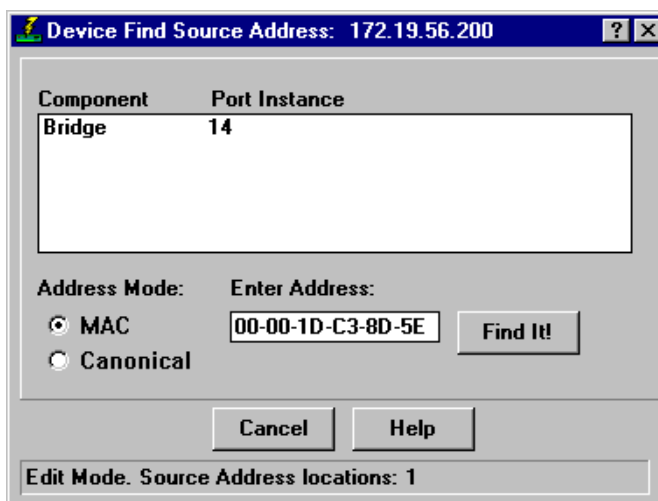 Device Find Source Address: 172.19.56.200
Component Port Instance
Bridge 14
Address Mode: Enter Address:
MAC 00-00-1D-C3-8D-5E Find It!
Canonical
Cancel Help
Edit Mode. Source Address locations: 1